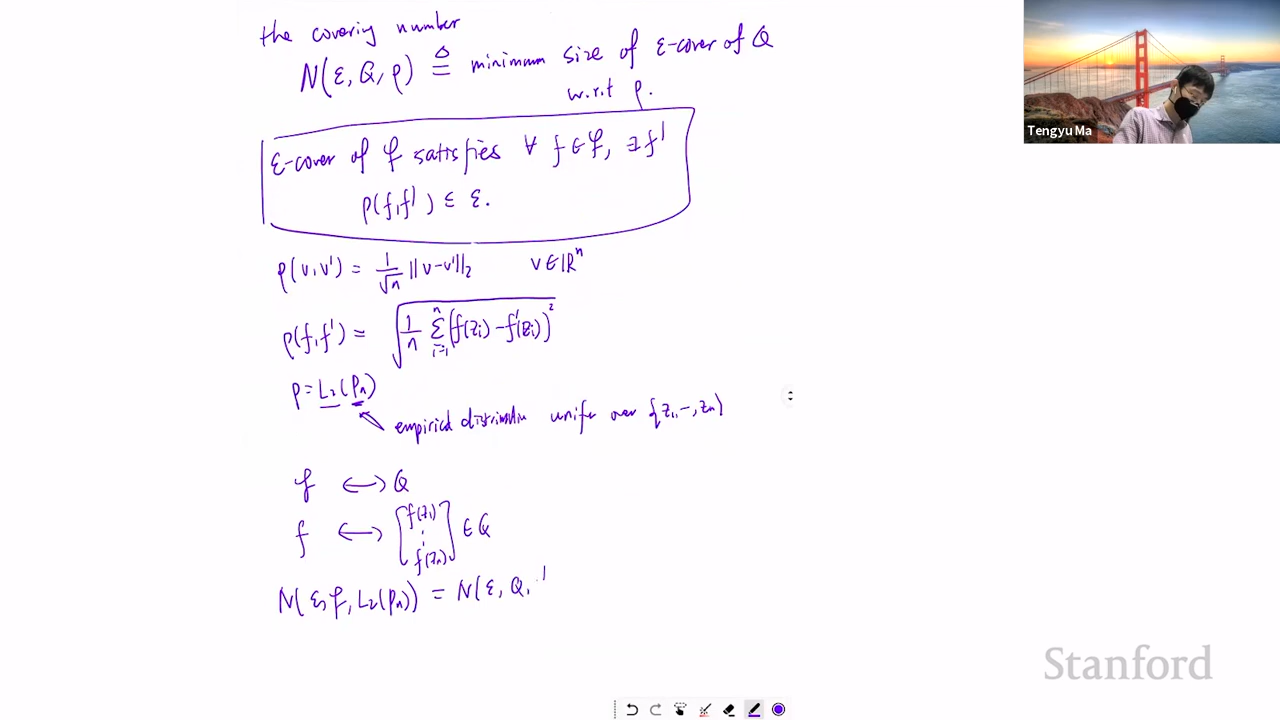 the covering number
N(ε, Q, ρ) ≜ minimum size of ε-cover of Q
w.r.t ρ.
ε-cover of F satisfies ∀ f∈F, ∃f'
ρ(f,f') ≤ ε.
ρ(v,v') = 1/√n ||v-v'||₂ v∈ℝⁿ
ρ(f,f') = √(1/n Σᵢ₌₁ⁿ (f(zᵢ) - f'(zᵢ))²)
ρ = L₂(Pₙ)
empirical distribution unifor over {z₁, -, zₙ}
F ↔ Q
f ↔ [f(z₁) ⋮ f(zₙ)] ∈ Q
N(ε, F, L₂(Pₙ)) = N(ε, Q,
Tengyu Ma
Stanford